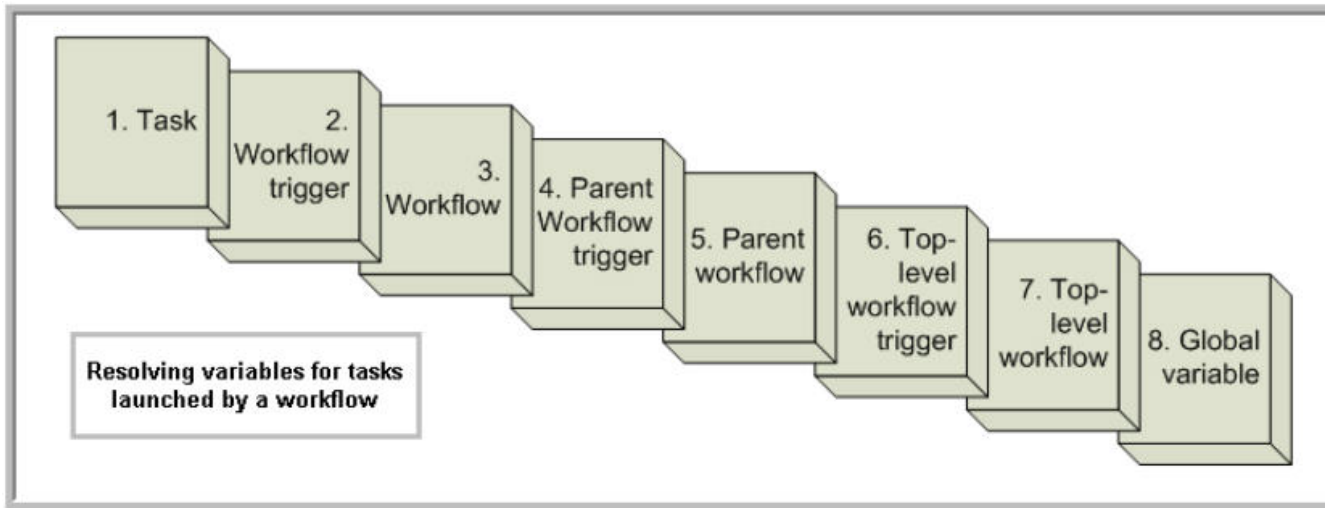 1. Task
2.
Workflow
trigger
3.
Workflow
4. Parent
Workflow
trigger
5. Parent
workflow
6. Top-
level
workflow
trigger
7. Top-
level
workflow
8. Global
variable
Resolving variables for tasks
launched by a workflow